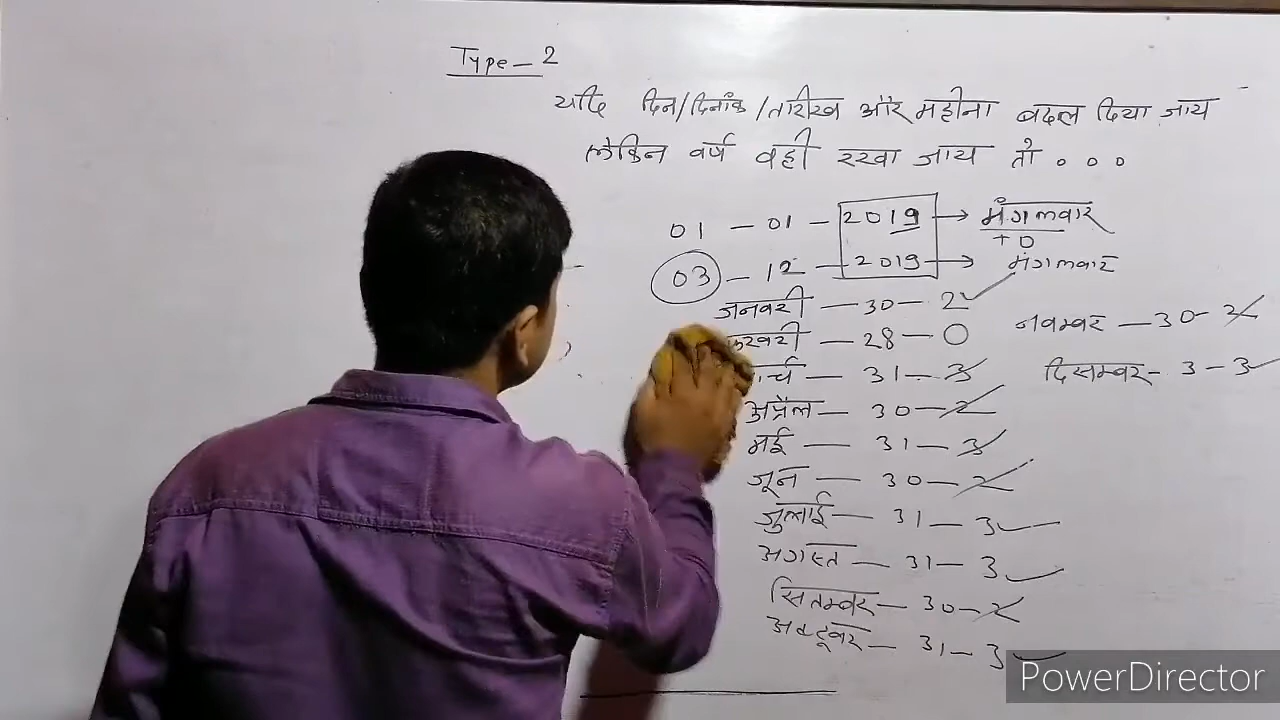 Type - 2
यदि दिन/दिनाँक/तारीख और महीना बदल दिया जाय
लेकिन वर्ष वही रखा जाय तो...
01 - 01 - 2019 → मंगलवार
+0
03 - 12 - 2019 → मंगलवार
जनवरी - 30 - 2
फरवरी - 28 - 0
मार्च - 31 - 3
अप्रैल - 30 - 2
मई - 31 - 3
जून - 30 - 2
जुलाई - 31 - 3
अगस्त - 31 - 3
सितम्बर - 30 - 2
अक्टूबर - 31 - 3
नवम्बर - 30 - 2
दिसम्बर - 3 - 3
PowerDirector